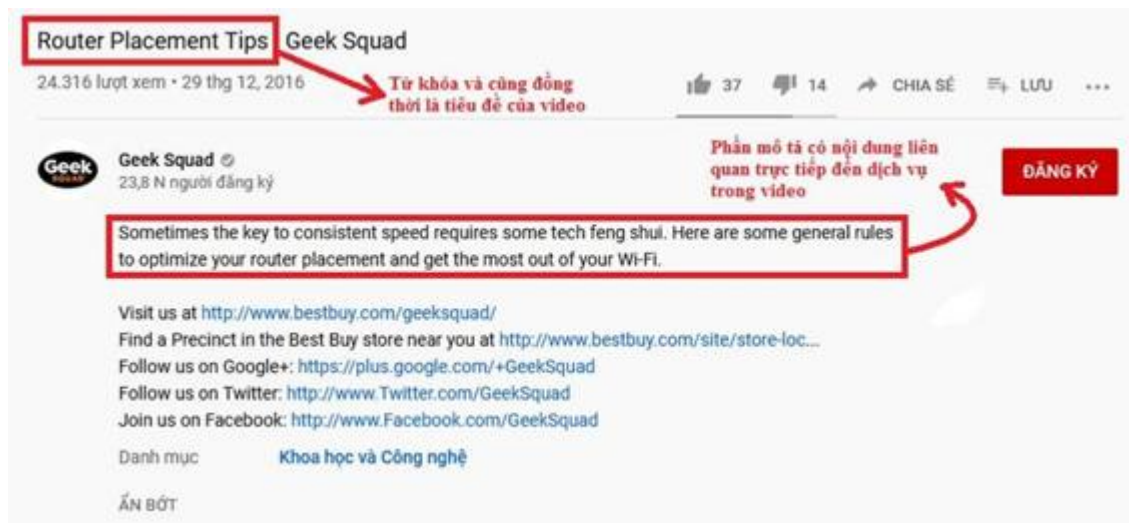 Router Placement Tips Geek Squad
24.316 lượt xem • 29 thg 12, 2016
Từ khóa và cũng đồng
thời là tiêu đề của video
37 14 CHIA SẺ LƯU ...
Geek
SQUAD
Geek Squad
23,8 N người đăng ký
Phần mô tả có nội dung liên
quan trực tiếp đến dịch vụ
trong video
ĐĂNG KÝ
Sometimes the key to consistent speed requires some tech feng shui. Here are some general rules
to optimize your router placement and get the most out of your Wi-Fi.
Visit us at http://www.bestbuy.com/geeksquad/
Find a Precinct in the Best Buy store near you at http://www.bestbuy.com/site/store-loc...
Follow us on Google+: https://plus.google.com/+GeekSquad
Follow us on Twitter: http://www.Twitter.com/GeekSquad
Join us on Facebook: http://www.Facebook.com/GeekSquad
Danh mục Khoa học và Công nghệ
ẨN BỚT